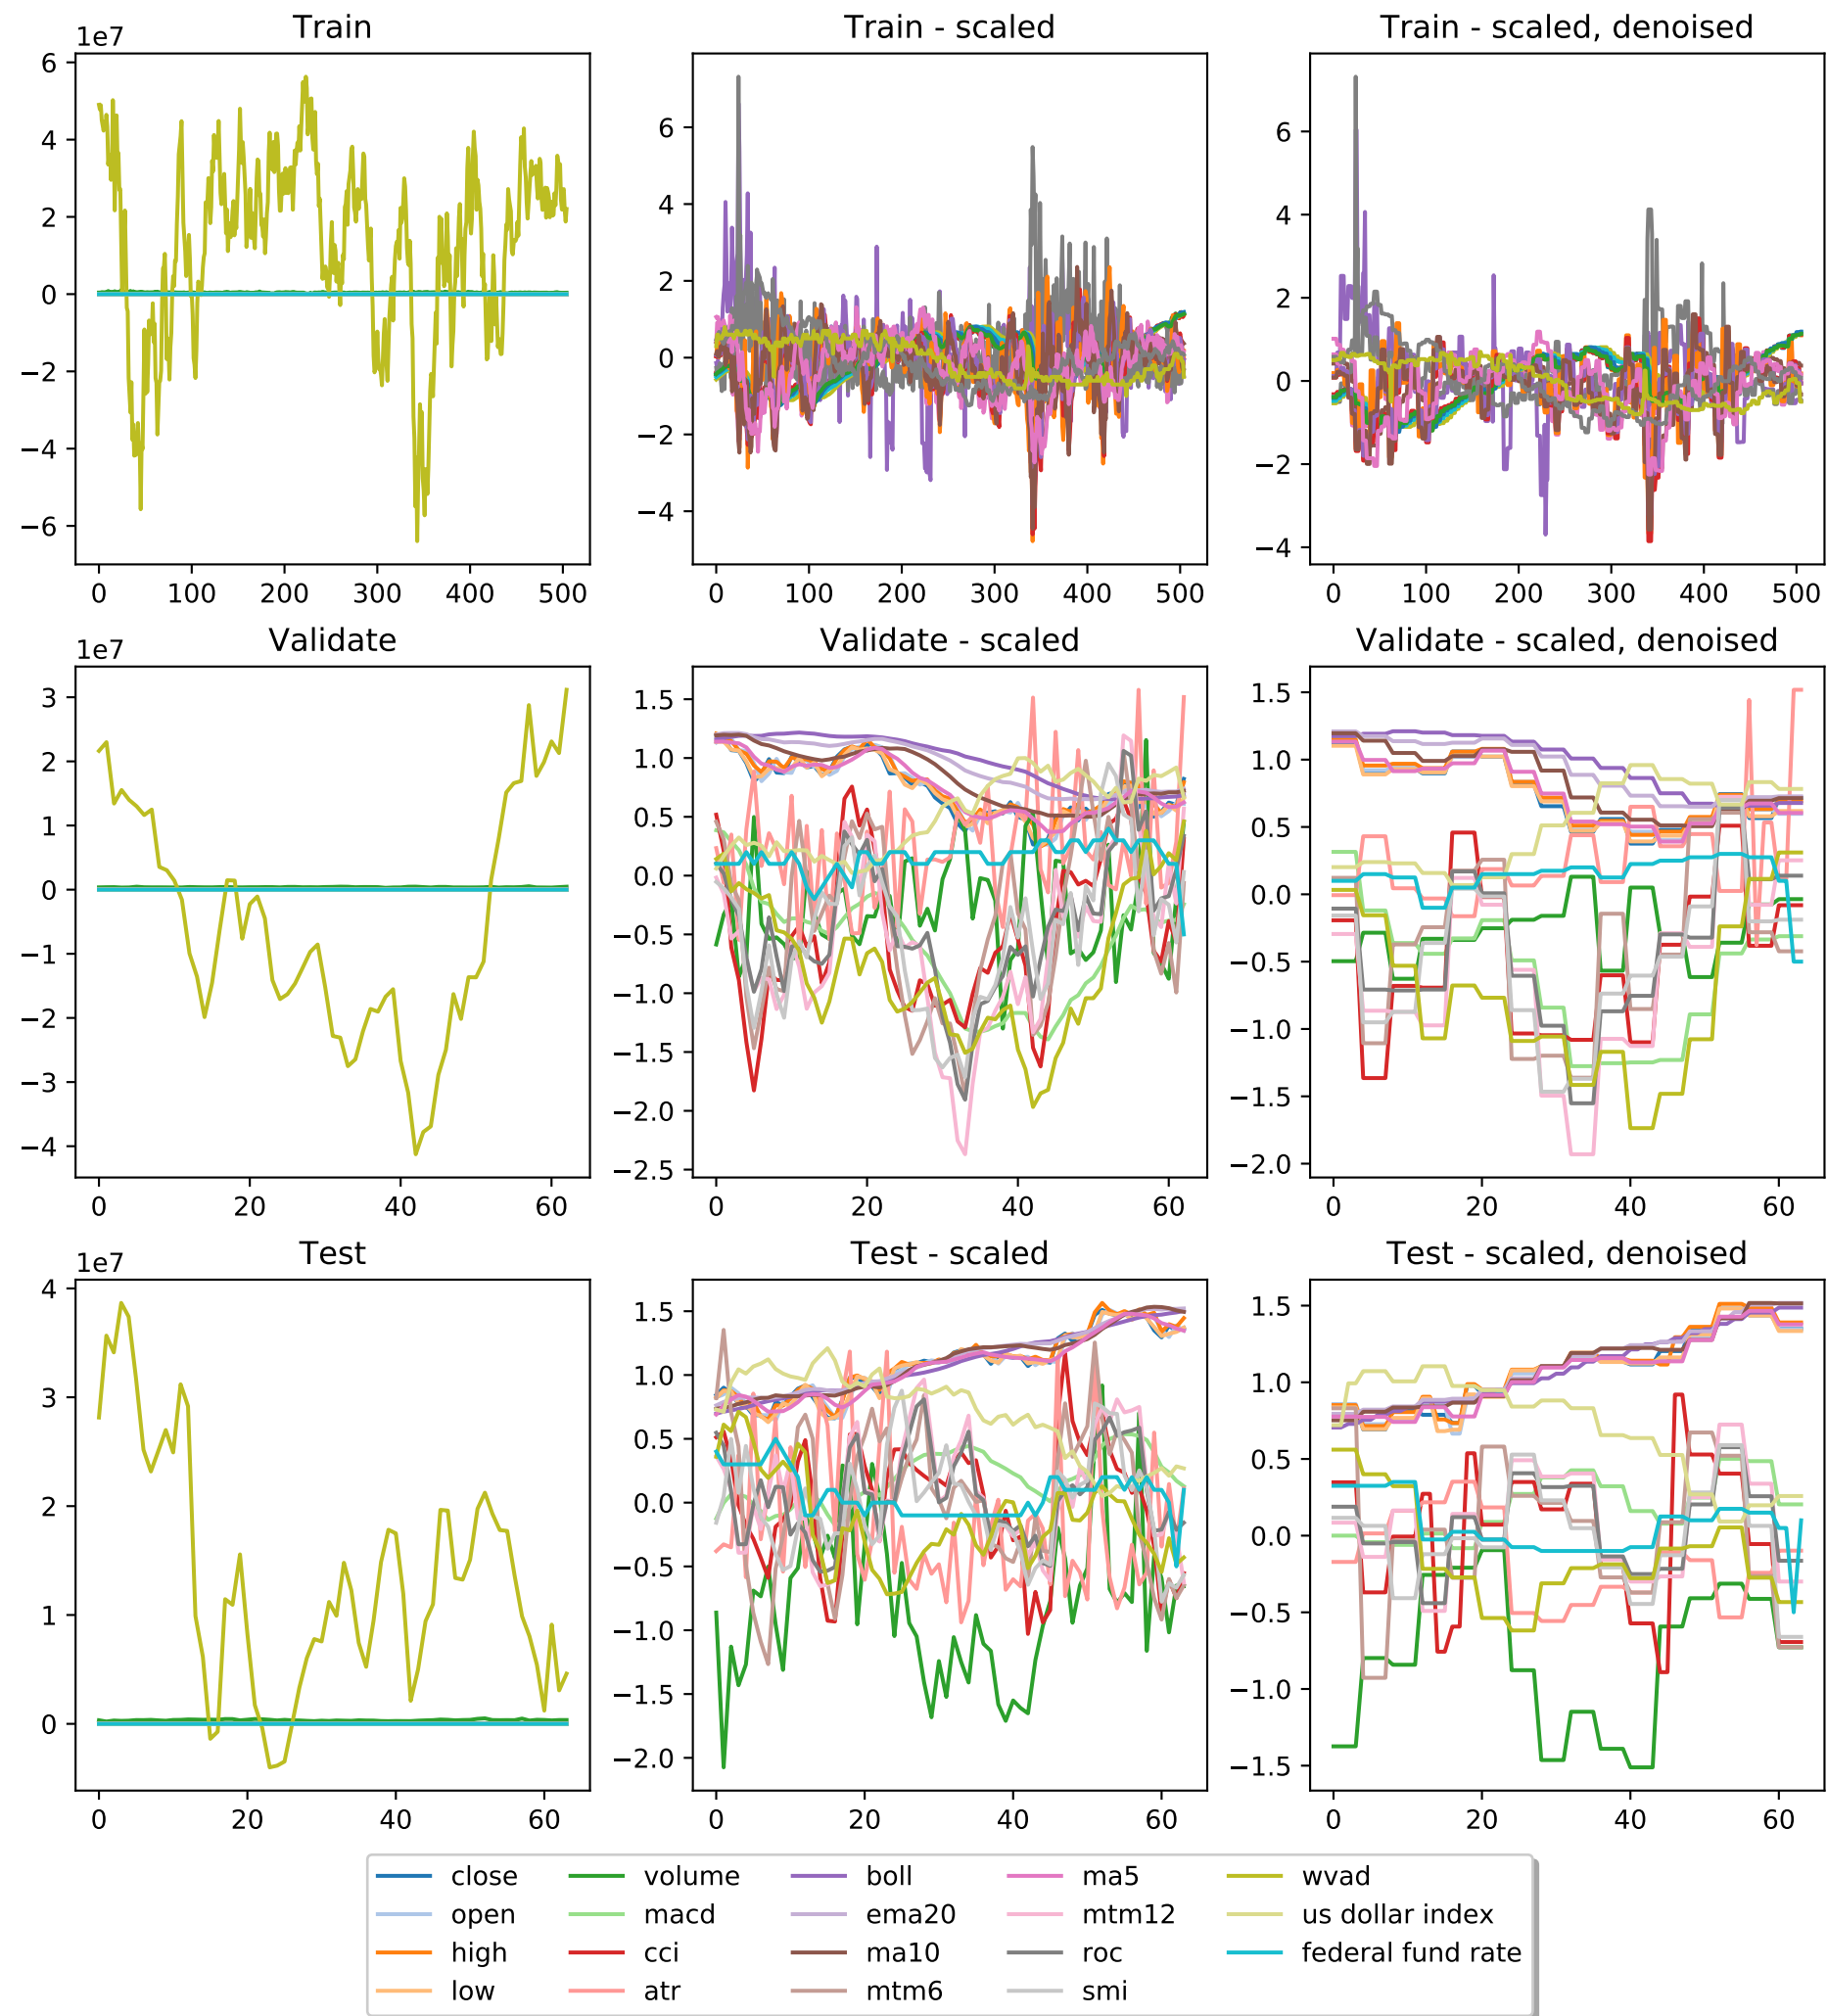 Train
Train - scaled
Train - scaled, denoised
1e7
6
4
2
0
−2
−4
−6
0 100 200 300 400 500
6
4
2
0
−2
−4
0 100 200 300 400 500
6
4
2
0
−2
−4
0 100 200 300 400 500
Validate
Validate - scaled
Validate - scaled, denoised
1e7
3
2
1
0
−1
−2
−3
−4
0 20 40 60
1.5
1.0
0.5
0.0
−0.5
−1.0
−1.5
−2.0
−2.5
0 20 40 60
1.5
1.0
0.5
0.0
−0.5
−1.0
−1.5
−2.0
0 20 40 60
Test
Test - scaled
Test - scaled, denoised
1e7
4
3
2
1
0
0 20 40 60
1.5
1.0
0.5
0.0
−0.5
−1.0
−1.5
−2.0
0 20 40 60
1.5
1.0
0.5
0.0
−0.5
−1.0
−1.5
0 20 40 60
close
open
high
low
volume
macd
cci
atr
boll
ema20
ma10
mtm6
ma5
mtm12
roc
smi
wvad
us dollar index
federal fund rate